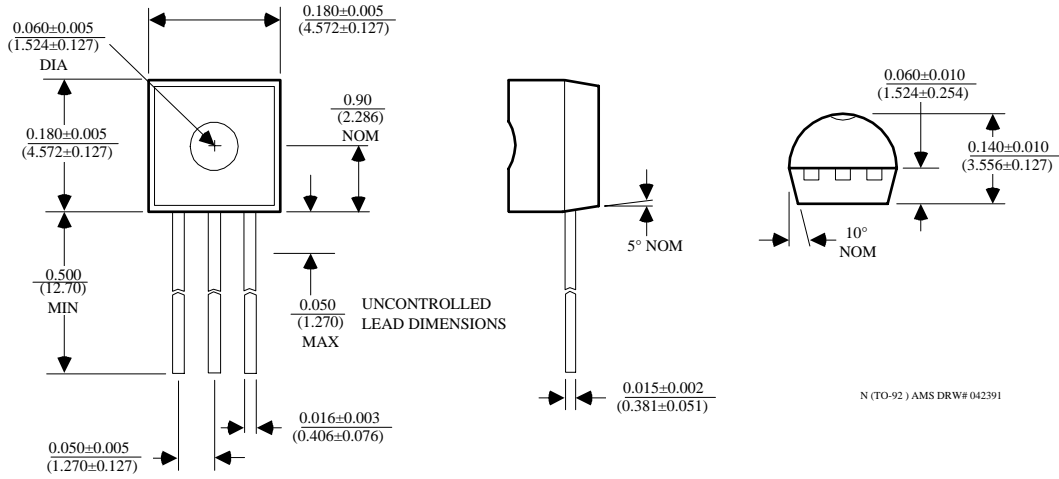 0.060±0.005
(1.524±0.127)
DIA
0.180±0.005
(4.572±0.127)
0.180±0.005
(4.572±0.127)
0.90
(2.286)
NOM
0.500
(12.70)
MIN
0.050
(1.270)
MAX
UNCONTROLLED
LEAD DIMENSIONS
0.016±0.003
(0.406±0.076)
0.050±0.005
(1.270±0.127)
5° NOM
0.015±0.002
(0.381±0.051)
0.060±0.010
(1.524±0.254)
0.140±0.010
(3.556±0.127)
10°
NOM
N (TO-92 ) AMS DRW# 042391